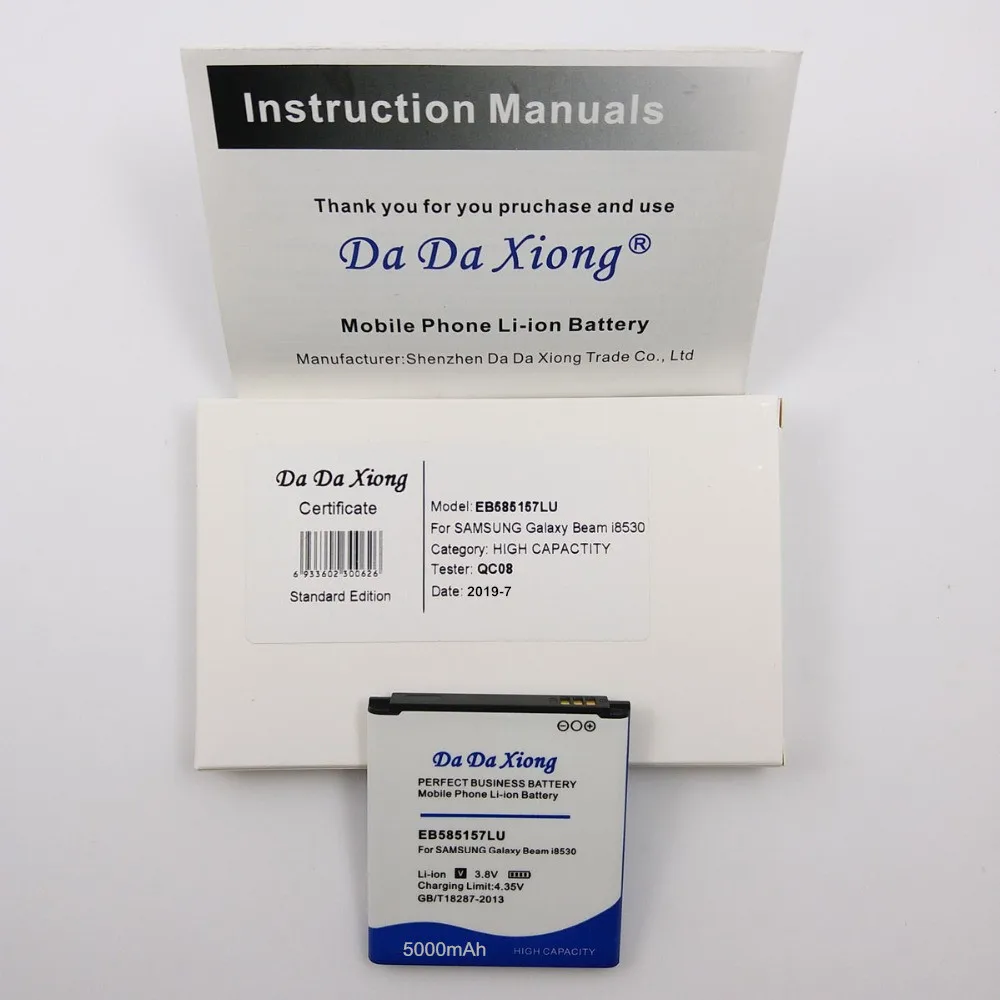 Instruction Manuals
Thank you for you pruchase and use
Da Da Xiong®
Mobile Phone Li-ion Battery
Manufacturer:Shenzhen Da Da Xiong Trade Co., Ltd
Da Da Xiong
Certificate
6 933602 300626
Standard Edition
Model: EB585157LU
For SAMSUNG Galaxy Beam i8530
Category: HIGH CAPACTITY
Tester: QC08
Date: 2019-7
Da Da Xiong
PERFECT BUSINESS BATTERY
Mobile Phone Li-ion Battery
EB585157LU
For SAMSUNG Galaxy Beam i8530
Li-ion V 3.8V
Charging Limit:4.35V
GB/T18287-2013
5000mAh HIGH CAPACITY